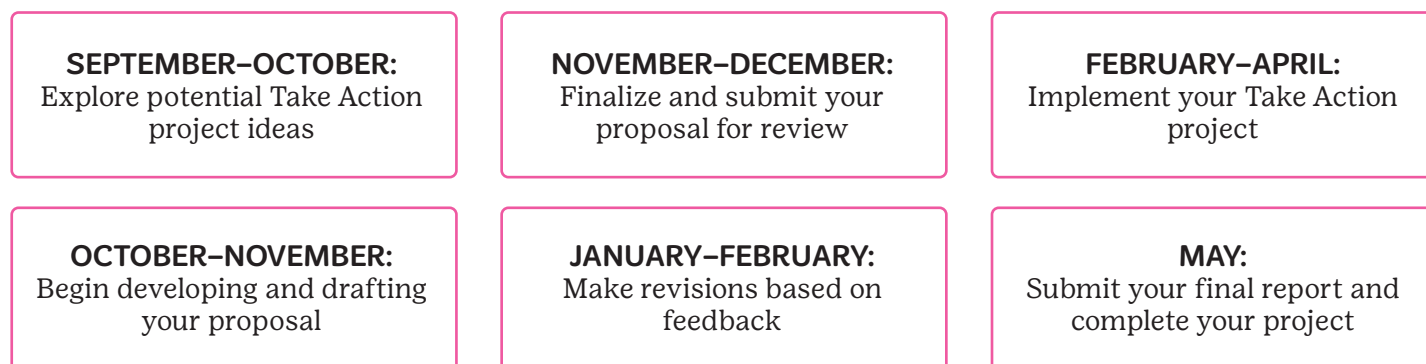 SEPTEMBER–OCTOBER:
Explore potential Take Action
project ideas
OCTOBER–NOVEMBER:
Begin developing and drafting
your proposal
NOVEMBER–DECEMBER:
Finalize and submit your
proposal for review
JANUARY–FEBRUARY:
Make revisions based on
feedback
FEBRUARY–APRIL:
Implement your Take Action
project
MAY:
Submit your final report and
complete your project